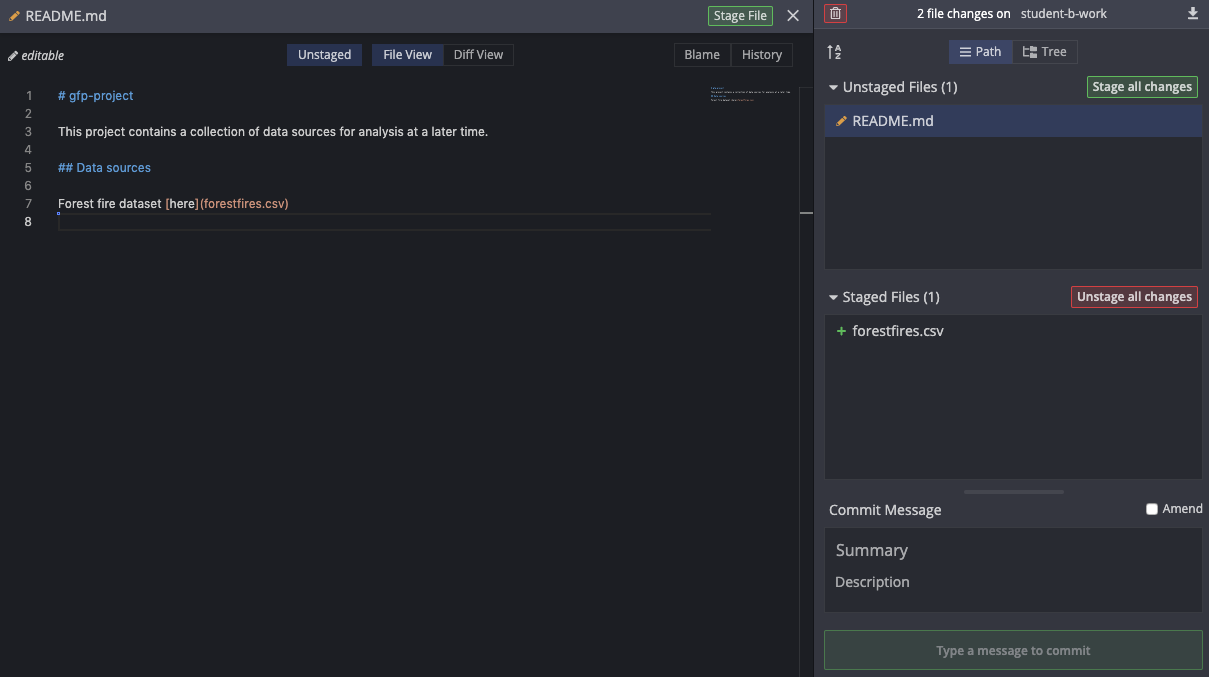 README.md
Stage File
editable
Unstaged
File View
Diff View
Blame
History
1 # gfp-project
2
3 This project contains a collection of data sources for analysis at a later time.
4
5 ## Data sources
6
7 Forest fire dataset [here](forestfires.csv)
8
2 file changes on student-b-work
Path
Tree
Unstaged Files (1)
Stage all changes
README.md
Staged Files (1)
Unstage all changes
+ forestfires.csv
Commit Message
Amend
Summary
Description
Type a message to commit